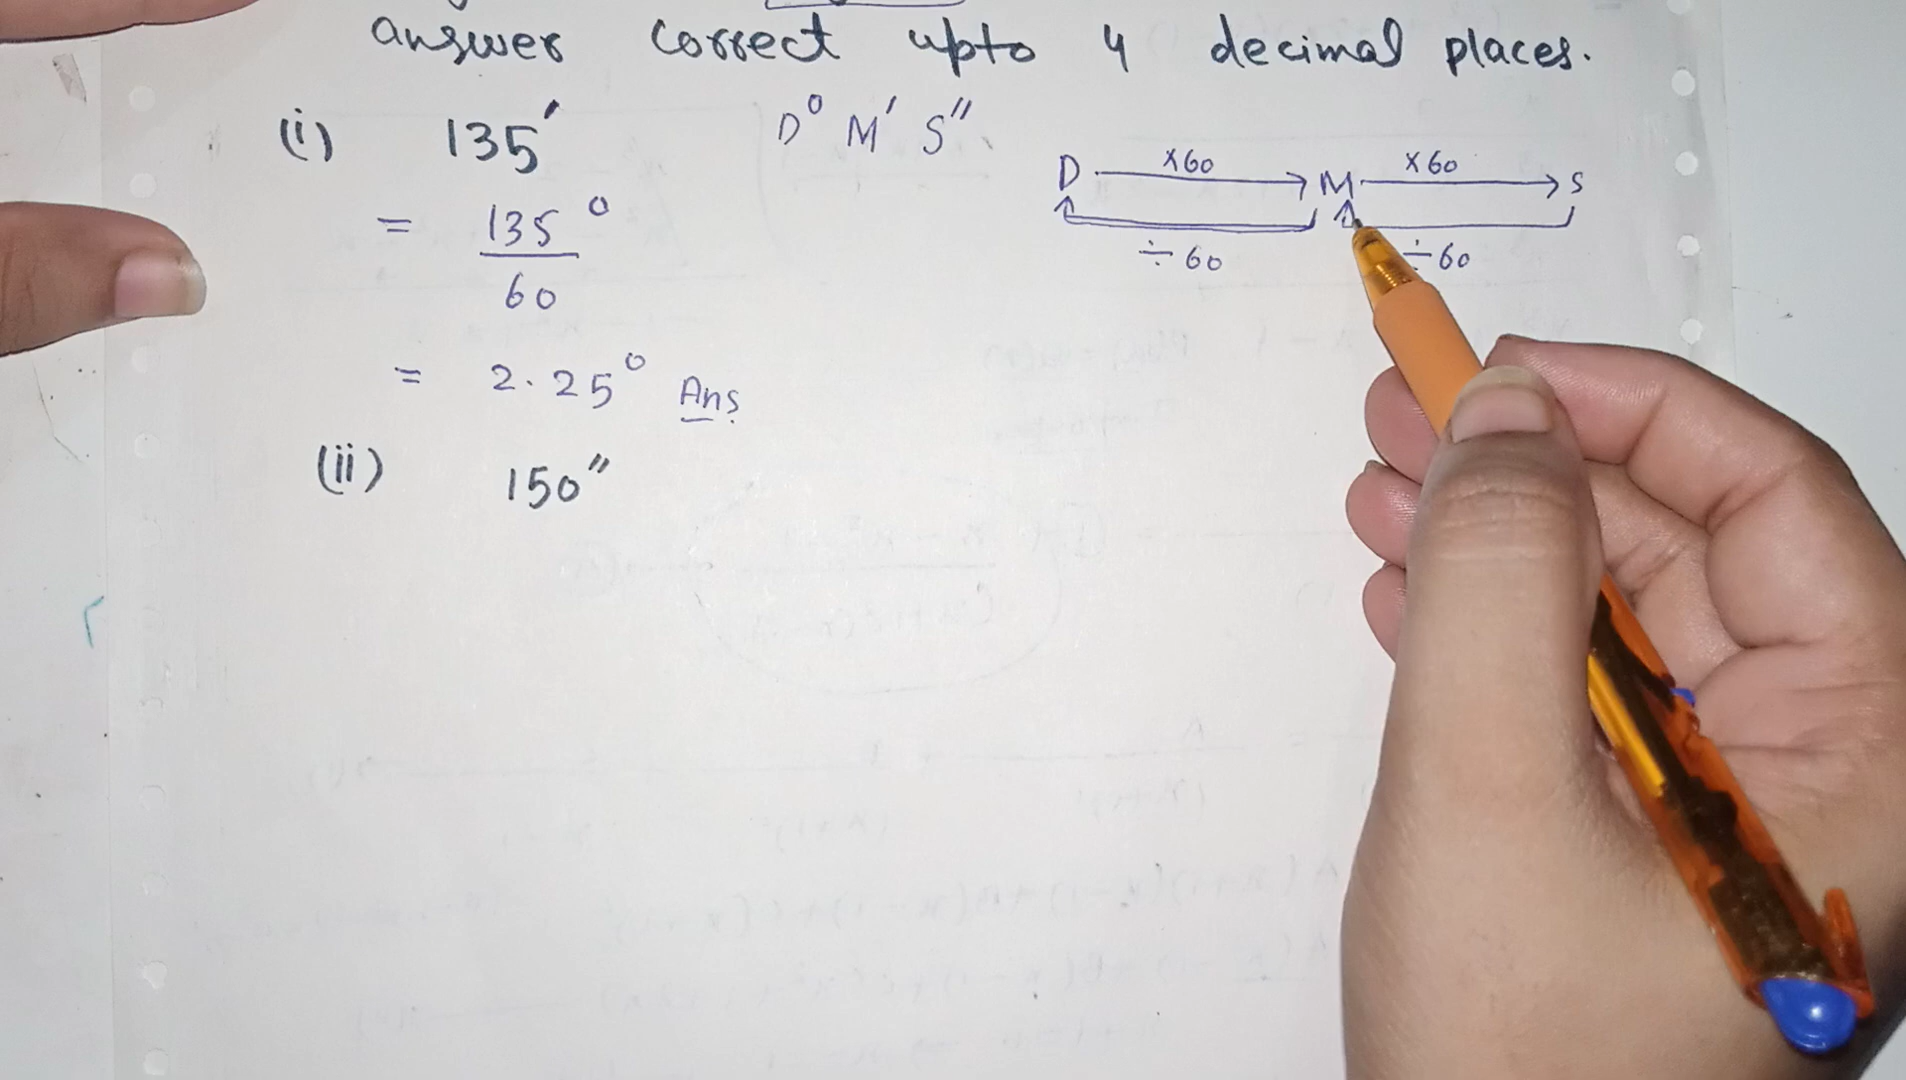 answer correct upto 4 decimal places.
(i) 135′ D° M′ S″
D ×60 M ×60 S
÷60 ÷60
= 135°
60
= 2.25° Ans.
(ii) 150″